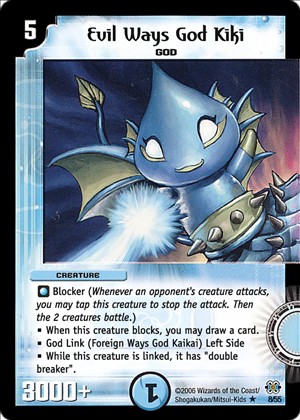 5
Evil Ways God Kiki
GOD
CREATURE
Blocker (Whenever an opponent's creature attacks,
you may tap this creature to stop the attack. Then
the 2 creatures battle.)
• When this creature blocks, you may draw a card.
• God Link (Foreign Ways God Kaikai) Left Side
• While this creature is linked, it has "double
breaker".
3000+
1
©2006 Wizards of the Coast/
Shogakukan/Mitsui-Kids ★ 8/55